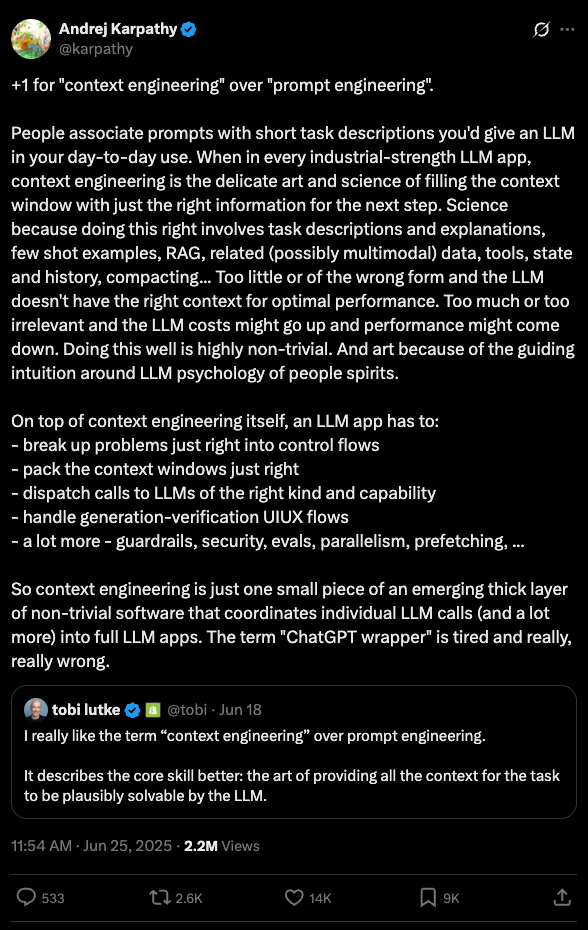 Andrej Karpathy
@karpathy
+1 for "context engineering" over "prompt engineering".
People associate prompts with short task descriptions you'd give an LLM
in your day-to-day use. When in every industrial-strength LLM app,
context engineering is the delicate art and science of filling the context
window with just the right information for the next step. Science
because doing this right involves task descriptions and explanations,
few shot examples, RAG, related (possibly multimodal) data, tools, state
and history, compacting... Too little or of the wrong form and the LLM
doesn't have the right context for optimal performance. Too much or too
irrelevant and the LLM costs might go up and performance might come
down. Doing this well is highly non-trivial. And art because of the guiding
intuition around LLM psychology of people spirits.
On top of context engineering itself, an LLM app has to:
- break up problems just right into control flows
- pack the context windows just right
- dispatch calls to LLMs of the right kind and capability
- handle generation-verification UIUX flows
- a lot more - guardrails, security, evals, parallelism, prefetching, ...
So context engineering is just one small piece of an emerging thick layer
of non-trivial software that coordinates individual LLM calls (and a lot
more) into full LLM apps. The term "ChatGPT wrapper" is tired and really,
really wrong.
tobi lutke @tobi · Jun 18
I really like the term “context engineering” over prompt engineering.
It describes the core skill better: the art of providing all the context for the task
to be plausibly solvable by the LLM.
11:54 AM · Jun 25, 2025 · 2.2M Views
533 2.6K 14K 9K